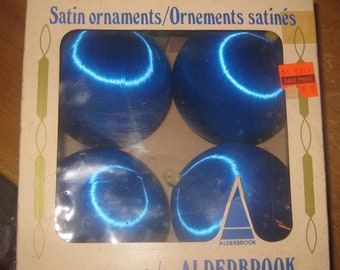 Satin ornaments/Ornements satinés
SALE PRICE
ALDERBROOK
ALDERBROOK